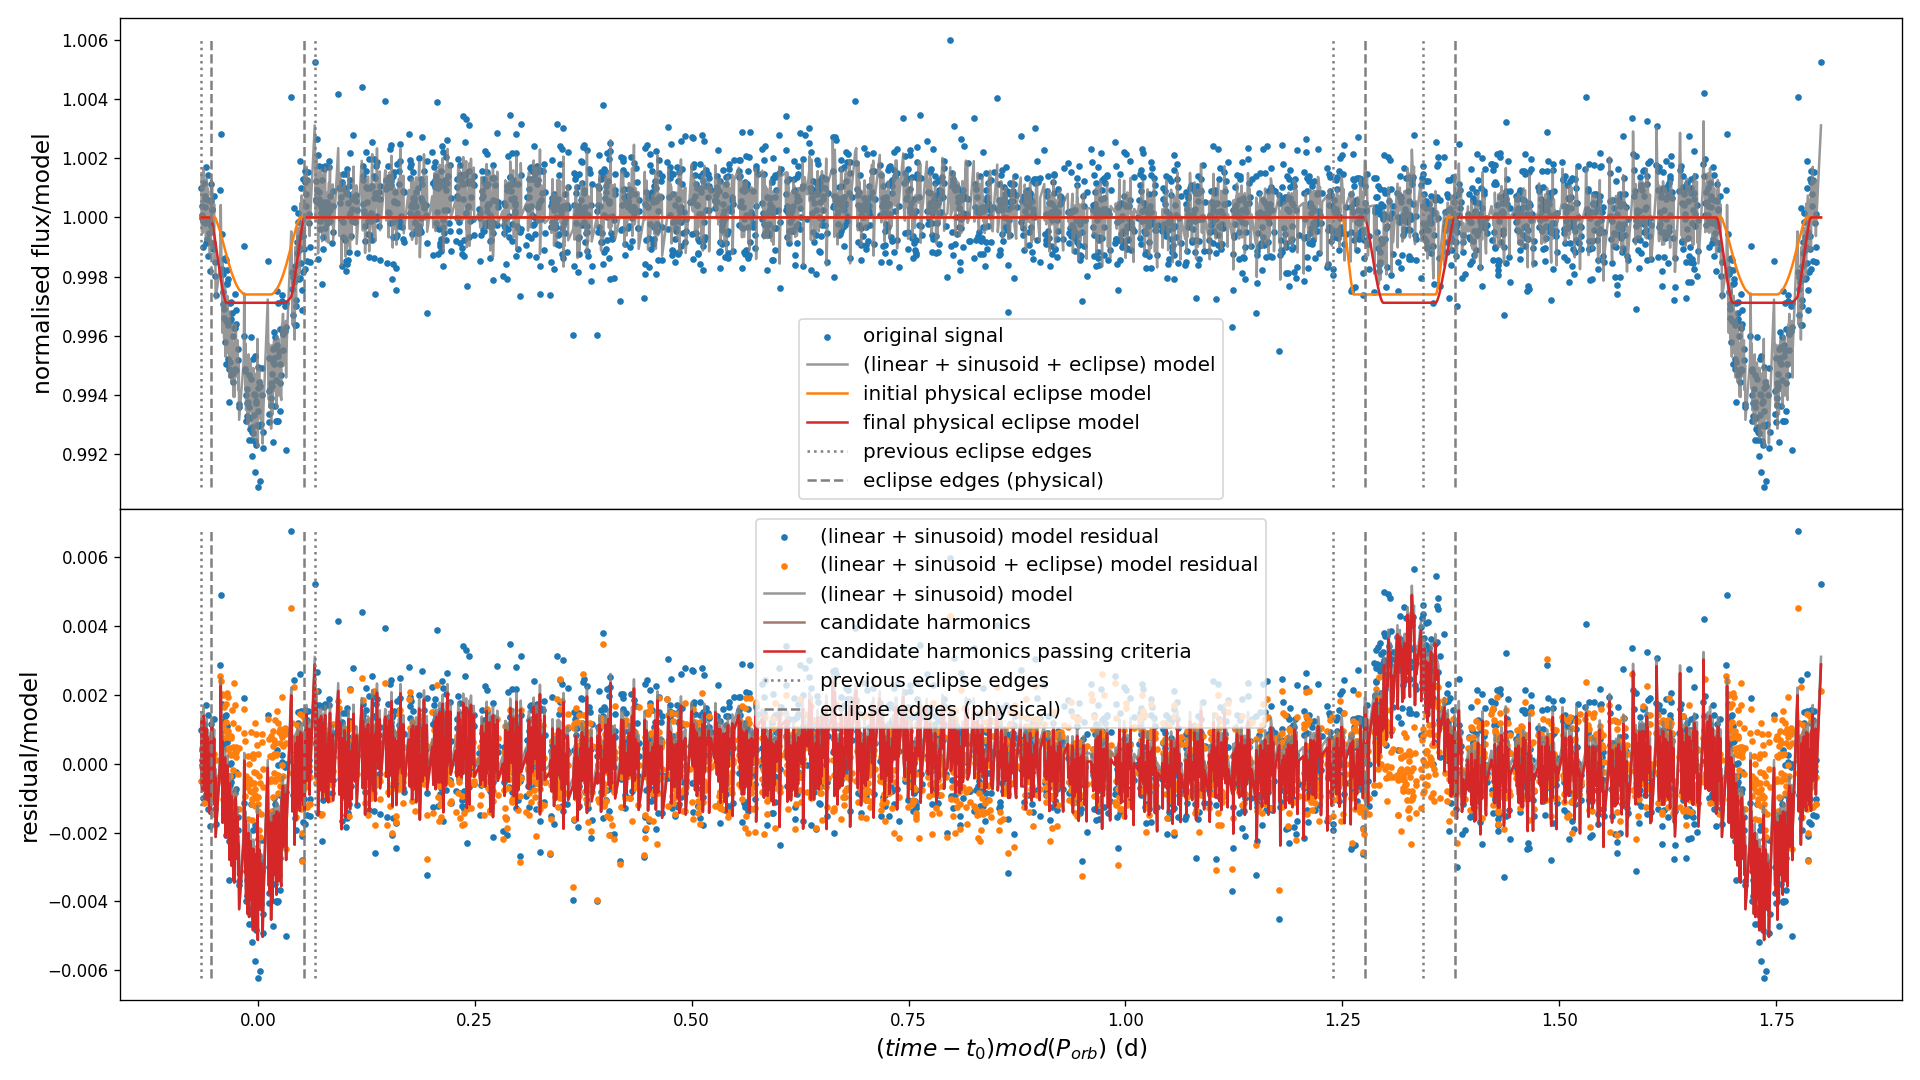 1.006
1.004
1.002
1.000
0.998
0.996
0.994
0.992
normalised flux/model
original signal
(linear + sinusoid + eclipse) model
initial physical eclipse model
final physical eclipse model
previous eclipse edges
eclipse edges (physical)
0.006
0.004
0.002
0.000
−0.002
−0.004
−0.006
residual/model
(linear + sinusoid) model residual
(linear + sinusoid + eclipse) model residual
(linear + sinusoid) model
candidate harmonics
candidate harmonics passing criteria
previous eclipse edges
eclipse edges (physical)
0.00 0.25 0.50 0.75 1.00 1.25 1.50 1.75
(time − t₀)mod(P_orb) (d)